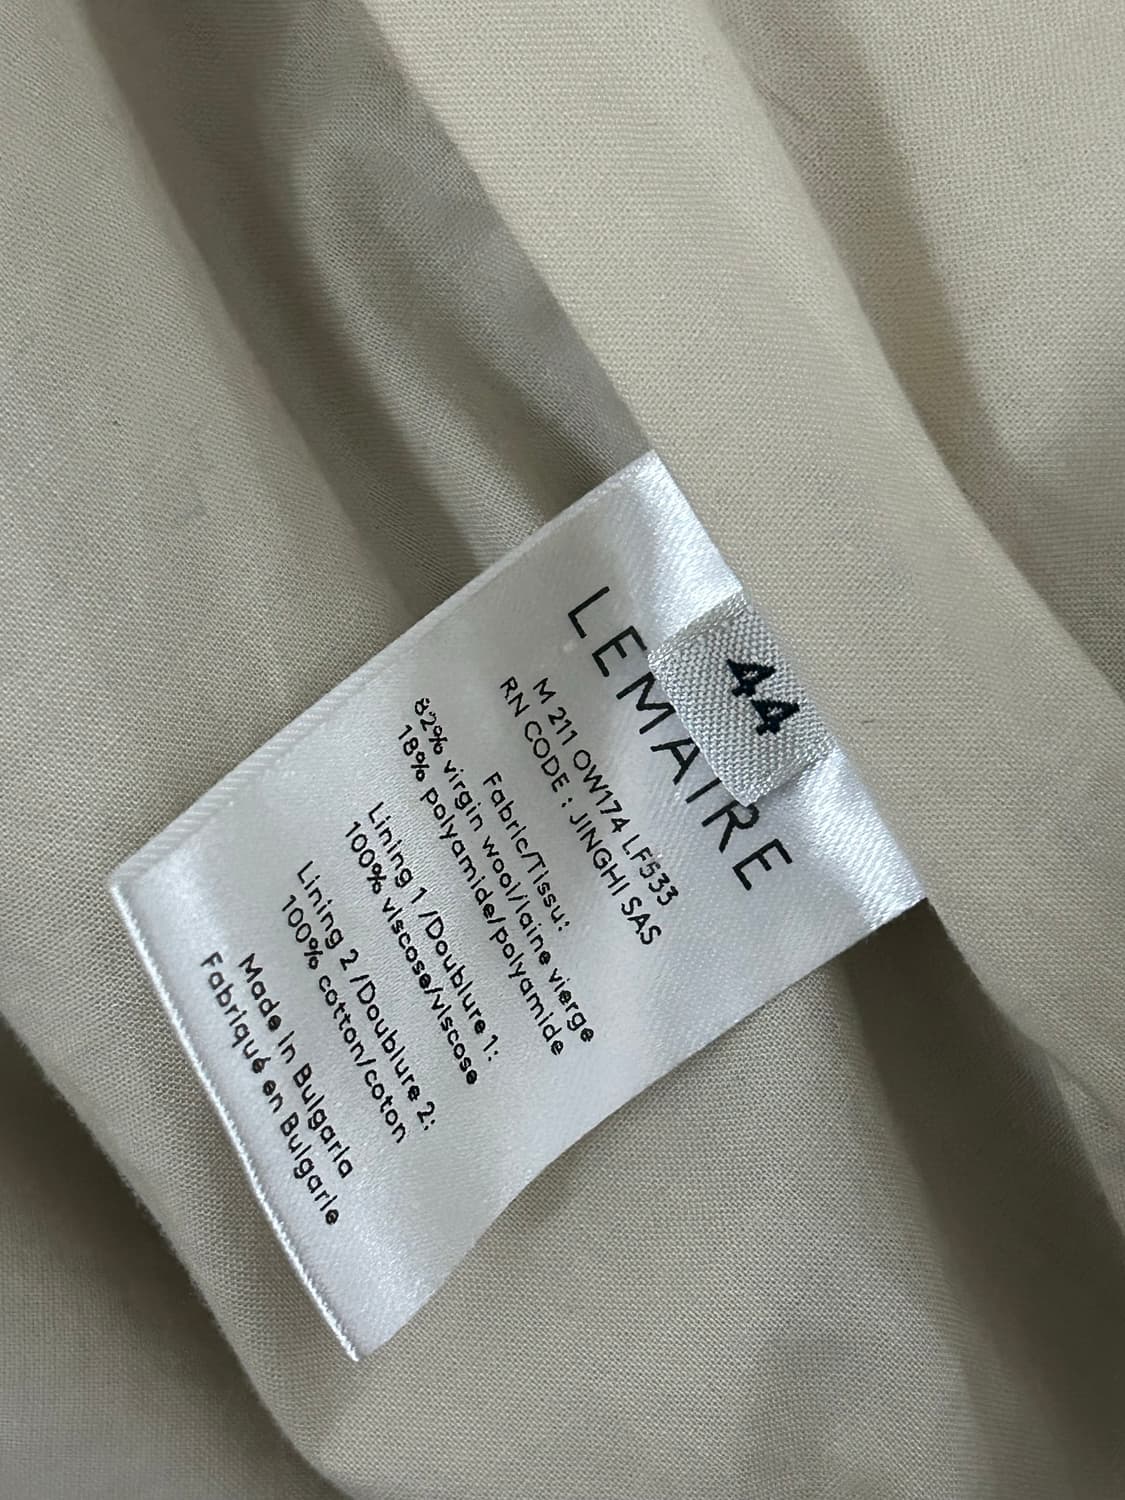 44
LEMAIRE
M 211 OW174 LF533
RN CODE : JINGHI SAS
Fabric/Tissu:
82% virgin wool/laine vierge
18% polyamide/polyamide
Lining 1 /Doublure 1:
100% viscose/viscose
Lining 2 /Doublure 2:
100% cotton/coton
Made in Bulgaria
Fabriqué en Bulgarie